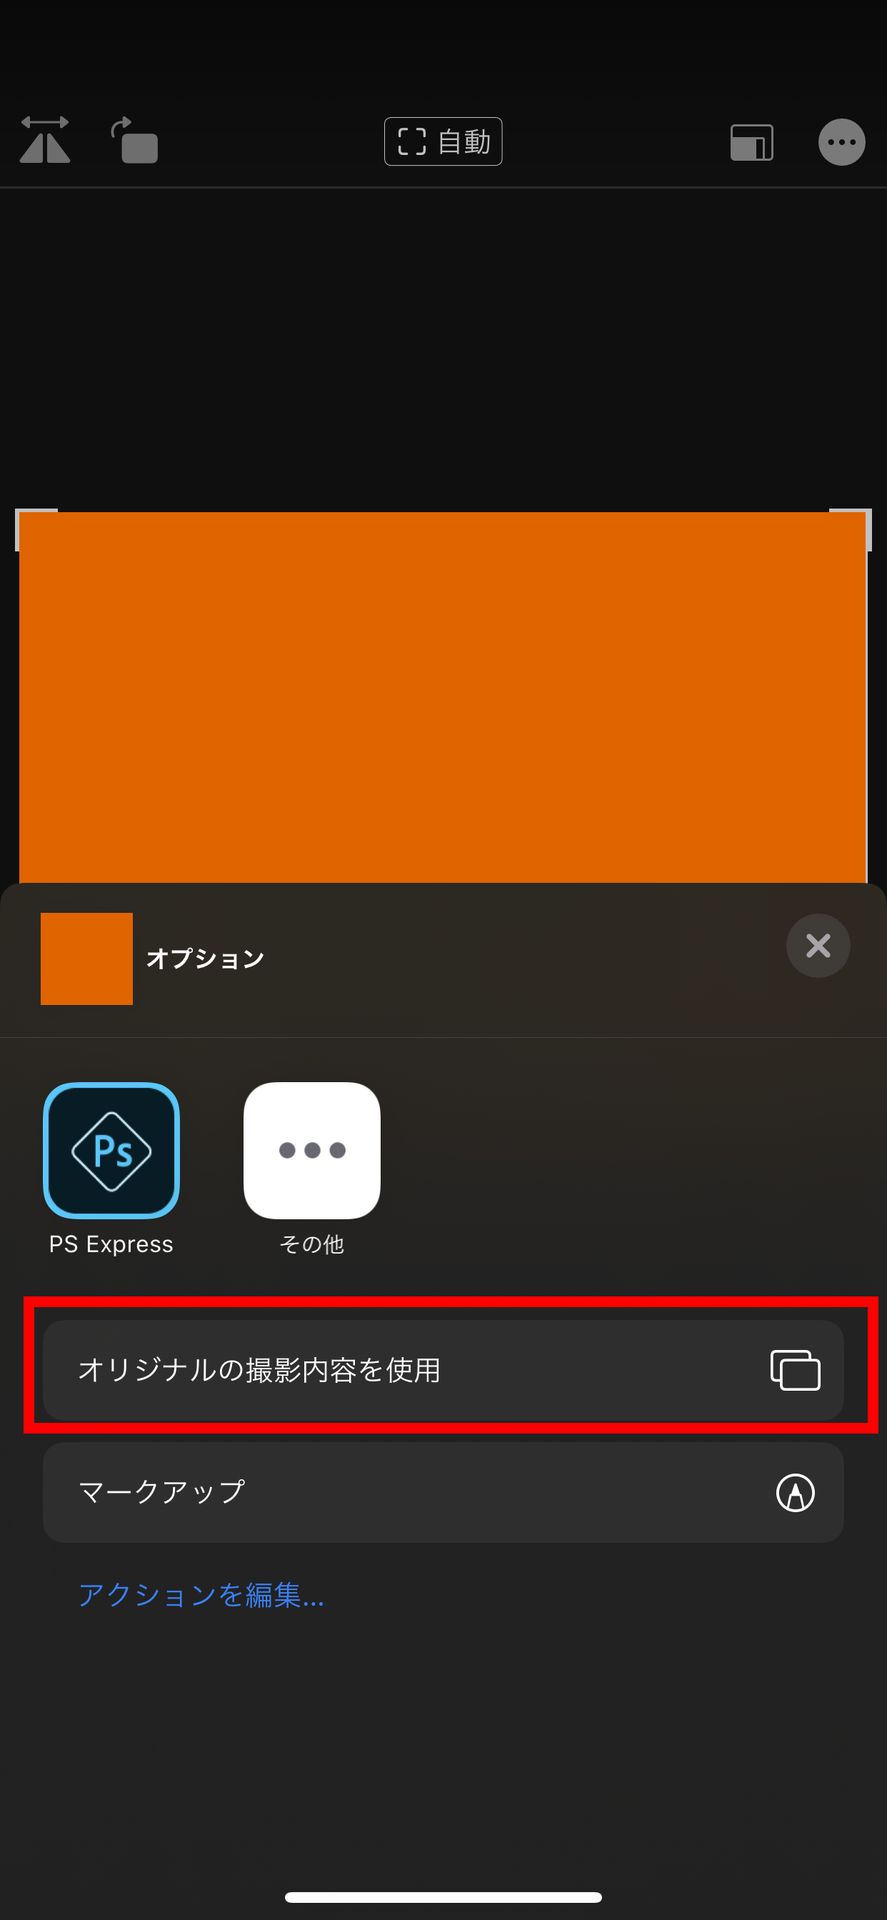 自動
オプション
Ps
PS Express
その他
オリジナルの撮影内容を使用
マークアップ
アクションを編集...